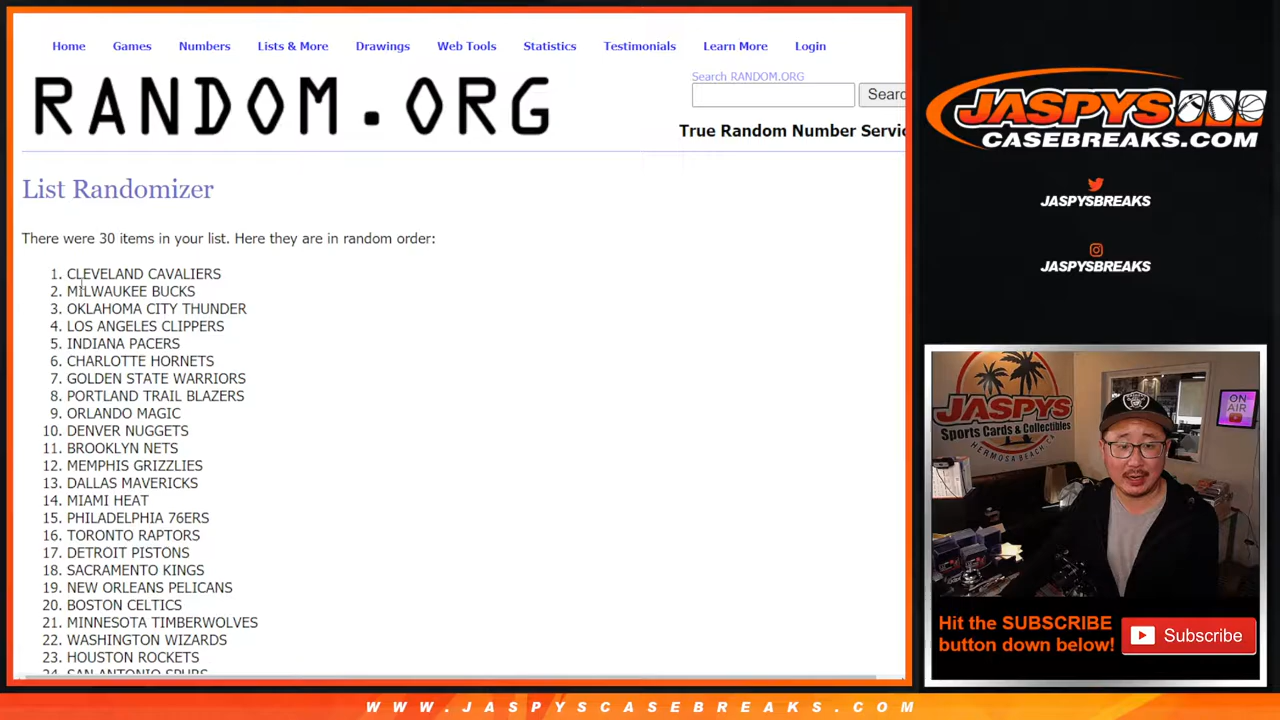 Home Games Numbers Lists & More Drawings Web Tools Statistics Testimonials Learn More Login
RANDOM.ORG
Search RANDOM.ORG
Searc
True Random Number Servic
List Randomizer
There were 30 items in your list. Here they are in random order:
1. CLEVELAND CAVALIERS
2. MILWAUKEE BUCKS
3. OKLAHOMA CITY THUNDER
4. LOS ANGELES CLIPPERS
5. INDIANA PACERS
6. CHARLOTTE HORNETS
7. GOLDEN STATE WARRIORS
8. PORTLAND TRAIL BLAZERS
9. ORLANDO MAGIC
10. DENVER NUGGETS
11. BROOKLYN NETS
12. MEMPHIS GRIZZLIES
13. DALLAS MAVERICKS
14. MIAMI HEAT
15. PHILADELPHIA 76ERS
16. TORONTO RAPTORS
17. DETROIT PISTONS
18. SACRAMENTO KINGS
19. NEW ORLEANS PELICANS
20. BOSTON CELTICS
21. MINNESOTA TIMBERWOLVES
22. WASHINGTON WIZARDS
23. HOUSTON ROCKETS
24. SAN ANTONIO SPURS
JASPYS
CASEBREAKS.COM
JASPYSBREAKS
JASPYSBREAKS
JASPYS
Sports Cards & Collectibles
HERMOSA BEACH, CA
ON
AIR
Hit the SUBSCRIBE
button down below!
Subscribe
WWW.JASPYSCASEBREAKS.COM